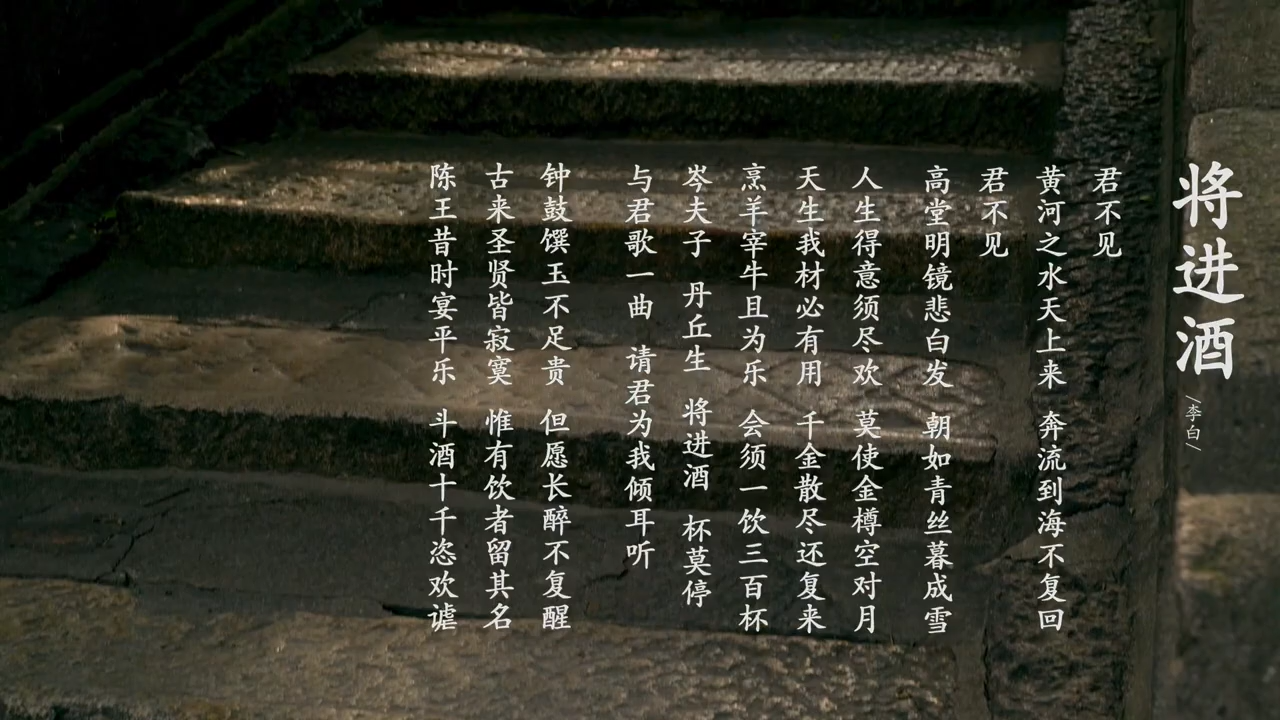 将进酒
/李白/
君不见
黄河之水天上来 奔流到海不复回
君不见
高堂明镜悲白发 朝如青丝暮成雪
人生得意须尽欢 莫使金樽空对月
天生我材必有用 千金散尽还复来
烹羊宰牛且为乐 会须一饮三百杯
岑夫子 丹丘生 将进酒 杯莫停
与君歌一曲 请君为我倾耳听
钟鼓馔玉不足贵 但愿长醉不复醒
古来圣贤皆寂寞 惟有饮者留其名
陈王昔时宴平乐 斗酒十千恣欢谑